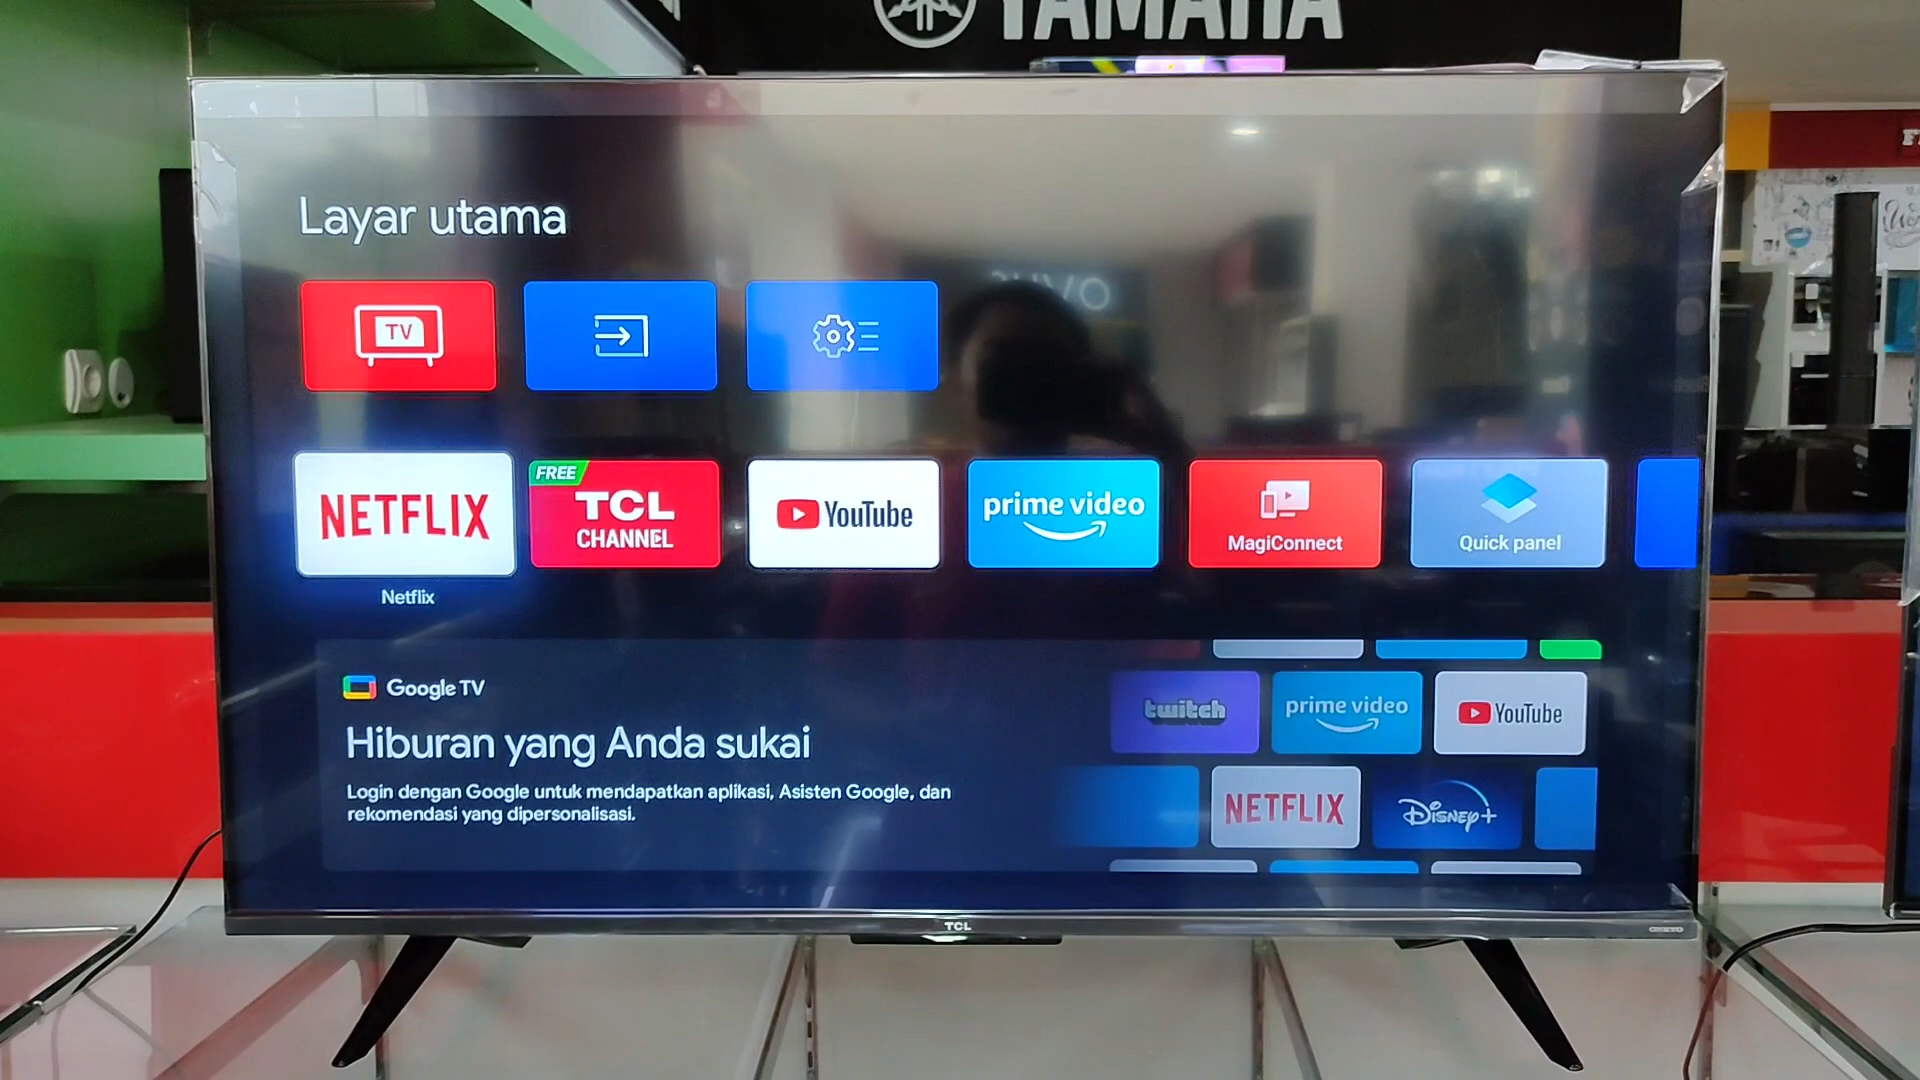 YAMAHA
Layar utama
TV
NETFLIX
FREE
TCL
CHANNEL
YouTube
prime video
MagiConnect
Quick panel
Netflix
Google TV
Hiburan yang Anda sukai
Login dengan Google untuk mendapatkan aplikasi, Asisten Google, dan
rekomendasi yang dipersonalisasi.
twitch
prime video
YouTube
NETFLIX
Disney+
TCL
ONKYO